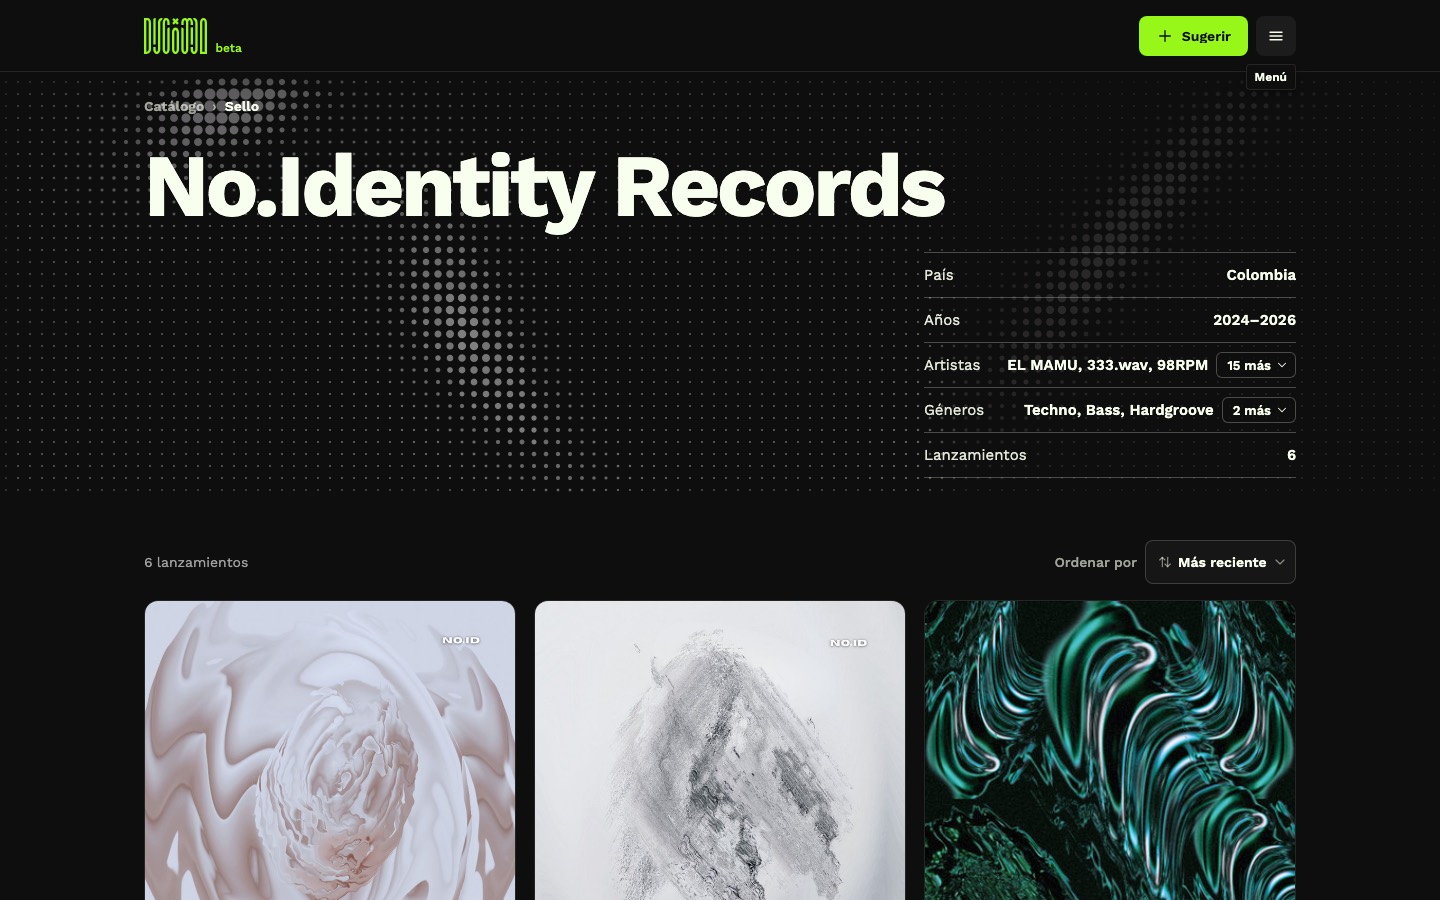 beta
Sugerir
Menú
Catálogo › Sello
No.Identity Records
País Colombia
Años 2024–2026
Artistas EL MAMU, 333.wav, 98RPM 15 más
Géneros Techno, Bass, Hardgroove 2 más
Lanzamientos 6
6 lanzamientos
Ordenar por Más reciente
NO.ID
NO.ID